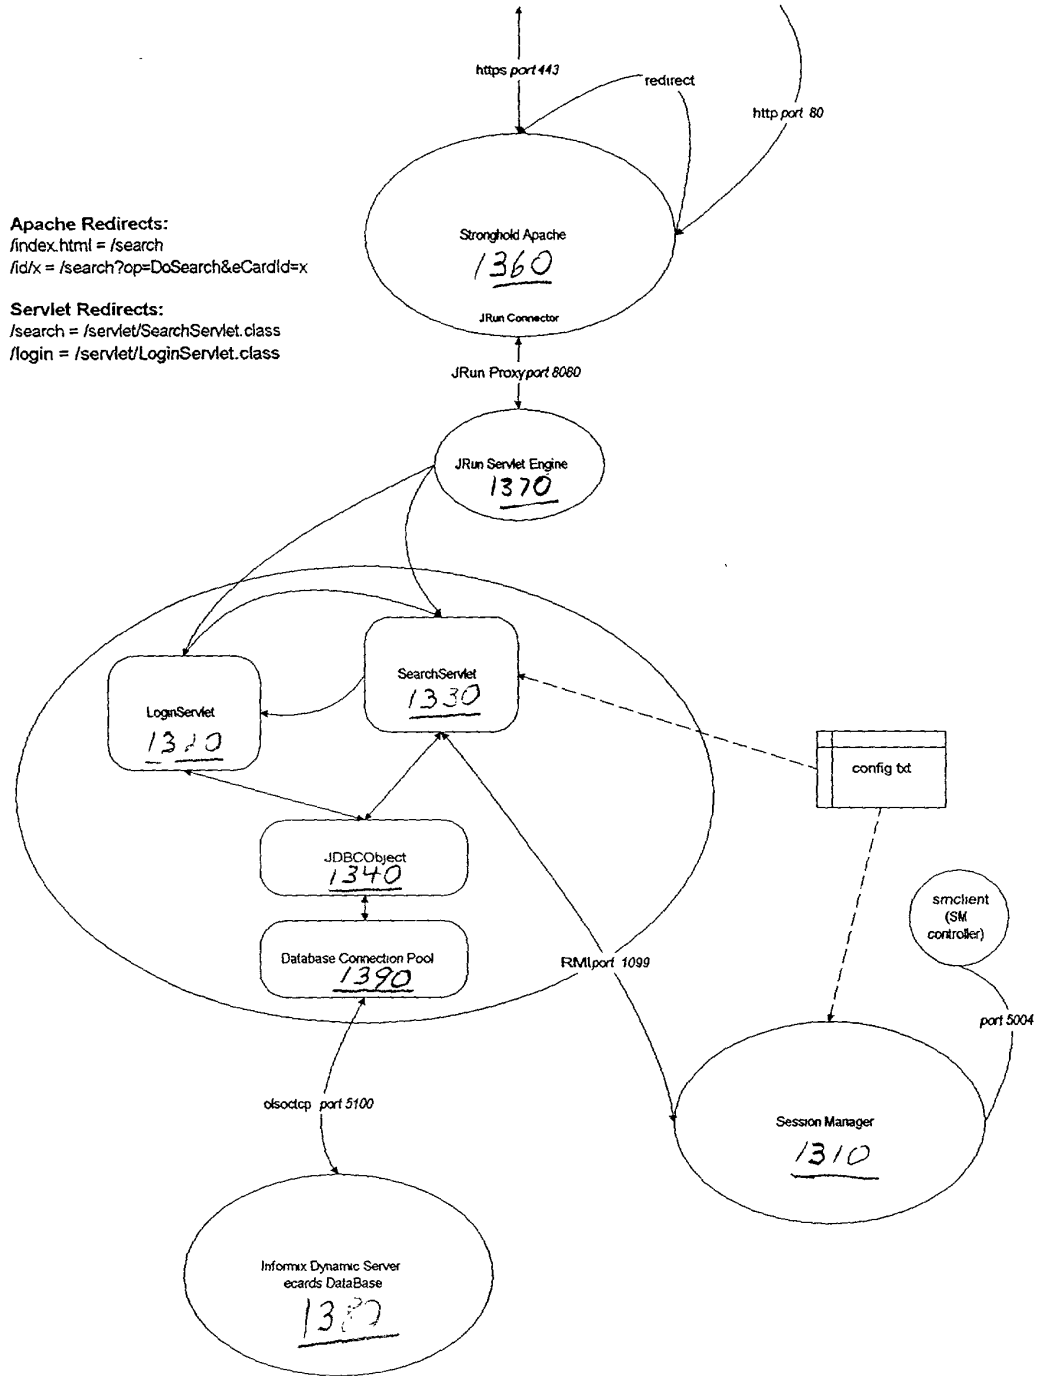 https port 443
redirect
http port 80
Stronghold Apache
1360
JRun Connector
Apache Redirects:
/index.html = /search
/id/x = /search?op=DoSearch&eCardId=x
Servlet Redirects:
/search = /servlet/SearchServlet.class
/login = /servlet/LoginServlet.class
JRun Proxy port 8080
JRun Servlet Engine
1370
SearchServlet
1330
LoginServlet
1320
config txt
JDBCObject
1340
smclient
(SM
controller)
Database Connection Pool
1390
RMI port 1099
port 5004
olsoctcp port 5100
Session Manager
1310
Informix Dynamic Server
ecards DataBase
1380